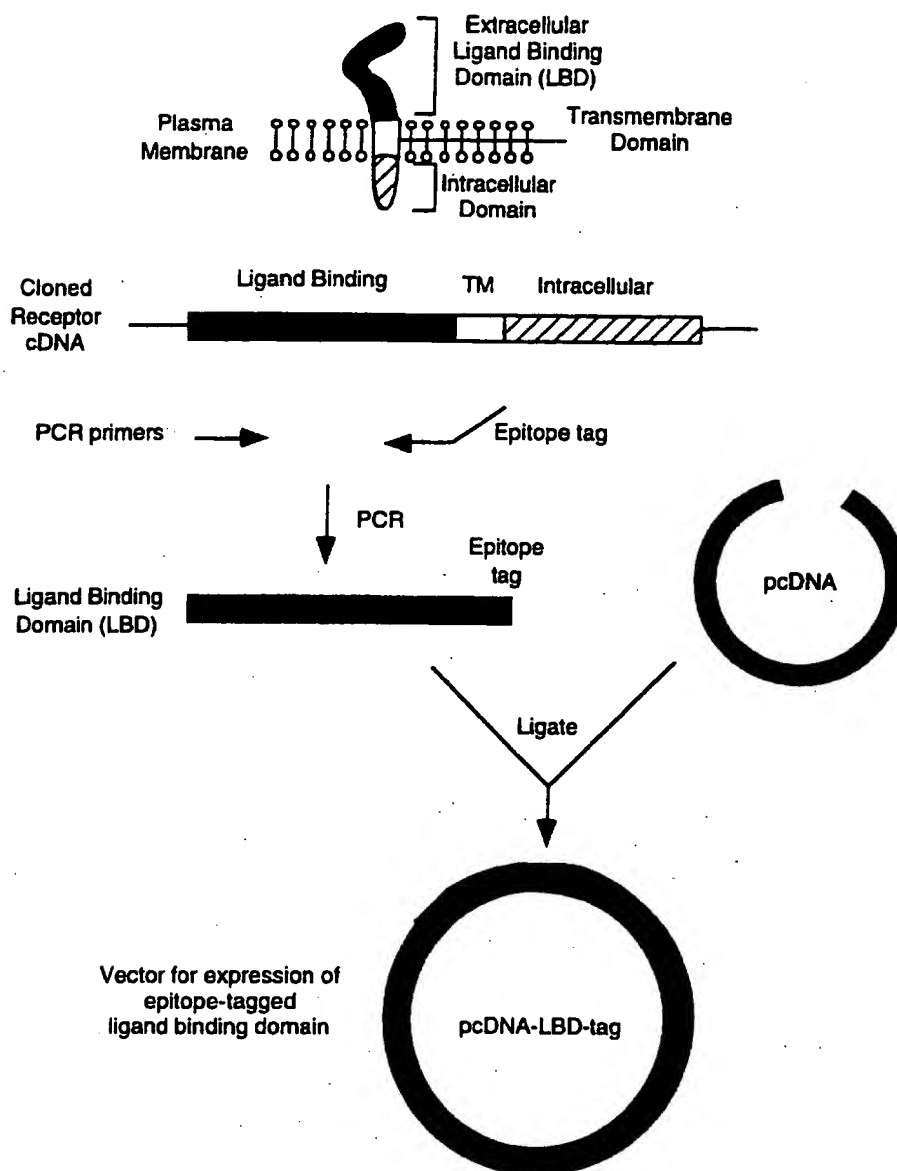 Extracellular
Ligand Binding
Domain (LBD)
Plasma
Membrane
Transmembrane
Domain
Intracellular
Domain
Cloned
Receptor
cDNA
Ligand Binding
TM
Intracellular
PCR primers
Epitope tag
PCR
Epitope
tag
Ligand Binding
Domain (LBD)
pcDNA
Ligate
Vector for expression of
epitope-tagged
ligand binding domain
pcDNA-LBD-tag